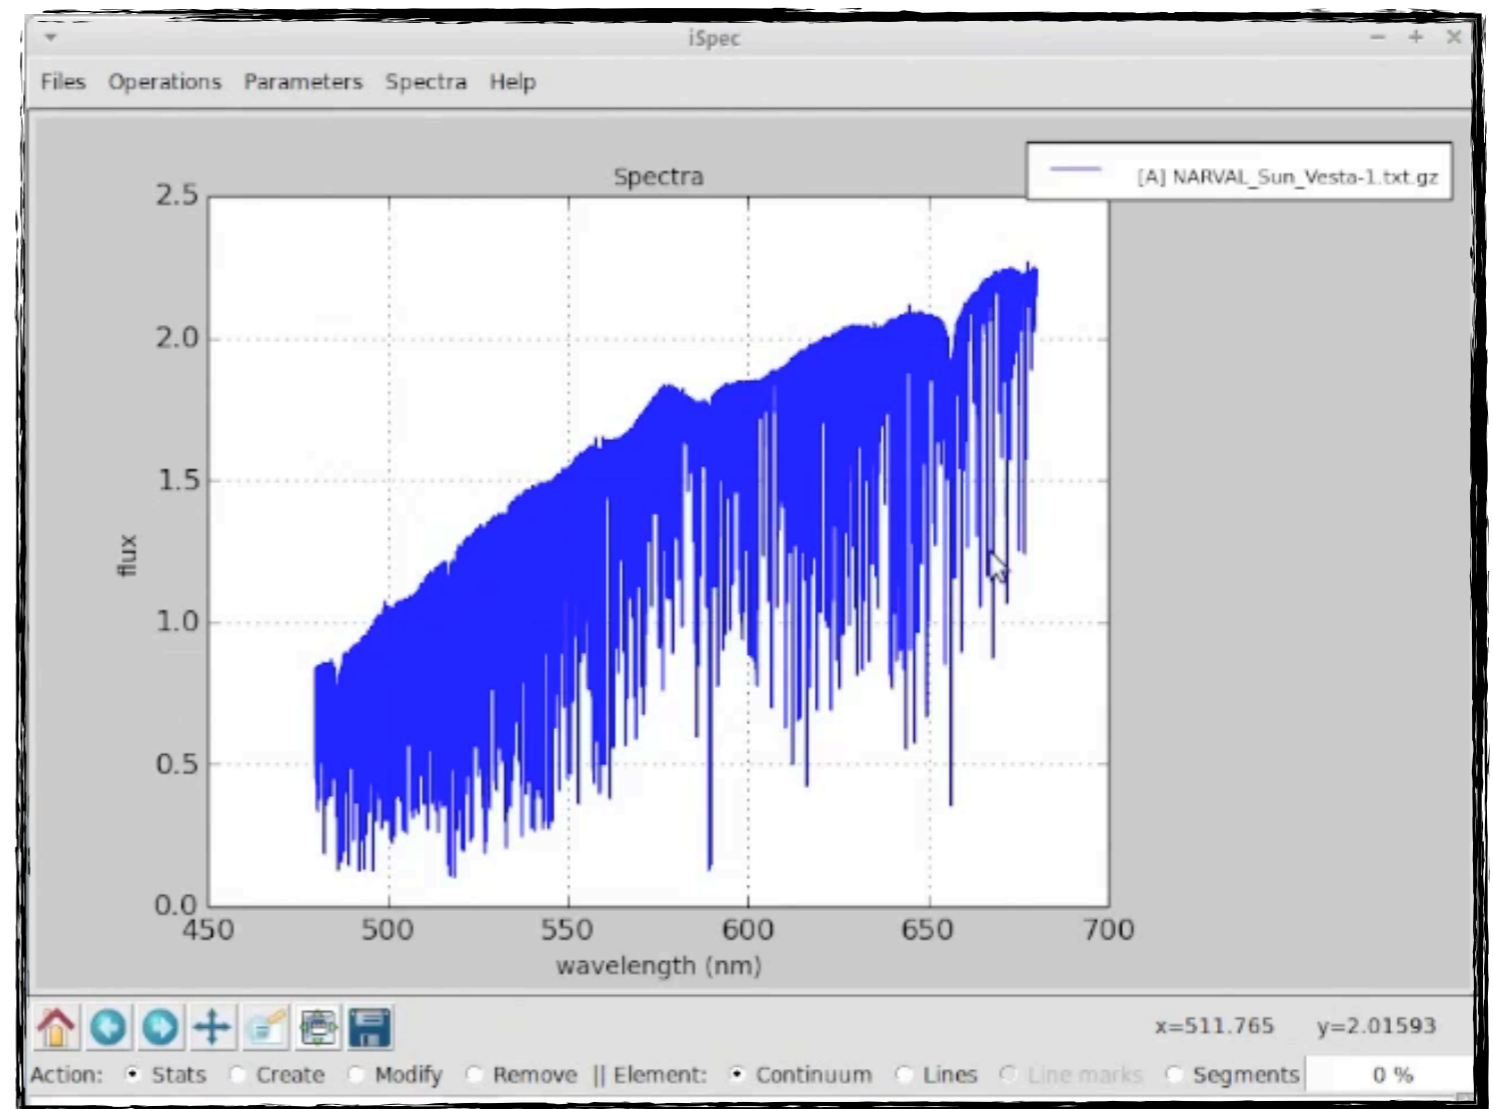 iSpec
Files Operations Parameters Spectra Help
Spectra
[A] NARVAL_Sun_Vesta-1.txt.gz
2.5
2.0
1.5
1.0
0.5
0.0
flux
450 500 550 600 650 700
wavelength (nm)
x=511.765 y=2.01593
Action: Stats Create Modify Remove || Element: Continuum Lines Line marks Segments 0 %